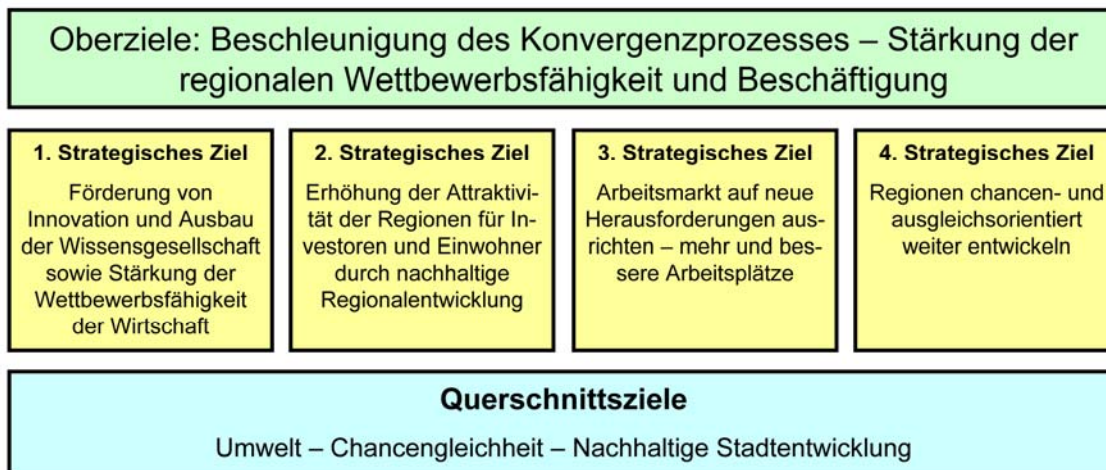 Oberziele: Beschleunigung des Konvergenzprozesses – Stärkung der
regionalen Wettbewerbsfähigkeit und Beschäftigung
1. Strategisches Ziel
Förderung von
Innovation und Ausbau
der Wissensgesellschaft
sowie Stärkung der
Wettbewerbsfähigkeit
der Wirtschaft
2. Strategisches Ziel
Erhöhung der Attraktivi-
tät der Regionen für In-
vestoren und Einwohner
durch nachhaltige
Regionalentwicklung
3. Strategisches Ziel
Arbeitsmarkt auf neue
Herausforderungen aus-
richten – mehr und bes-
sere Arbeitsplätze
4. Strategisches Ziel
Regionen chancen- und
ausgleichsorientiert
weiter entwickeln
Querschnittsziele
Umwelt – Chancengleichheit – Nachhaltige Stadtentwicklung